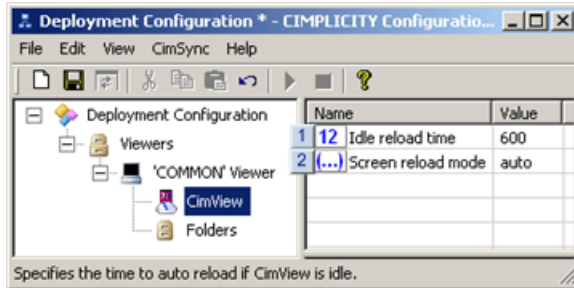 Deployment Configuration * - CIMPLICITY Configuratio...
File Edit View CimSync Help
Deployment Configuration
Viewers
'COMMON' Viewer
CimView
Folders
Name Value
1 12 Idle reload time 600
2 (...) Screen reload mode auto
Specifies the time to auto reload if CimView is idle.